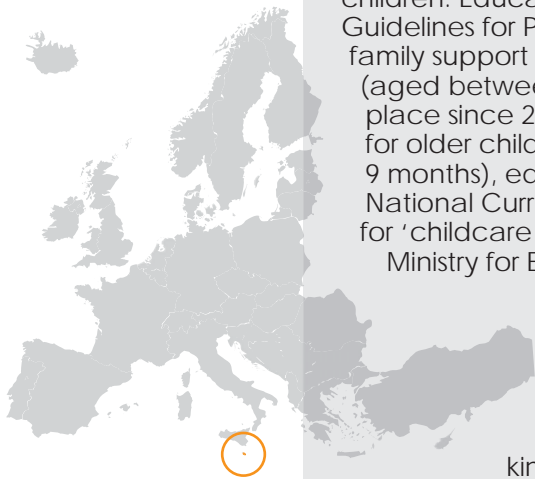 children. Educa
Guidelines for P
family support
(aged betwee
place since 2
for older child
9 months), ed
National Curr
for 'childcare
Ministry for E
kin